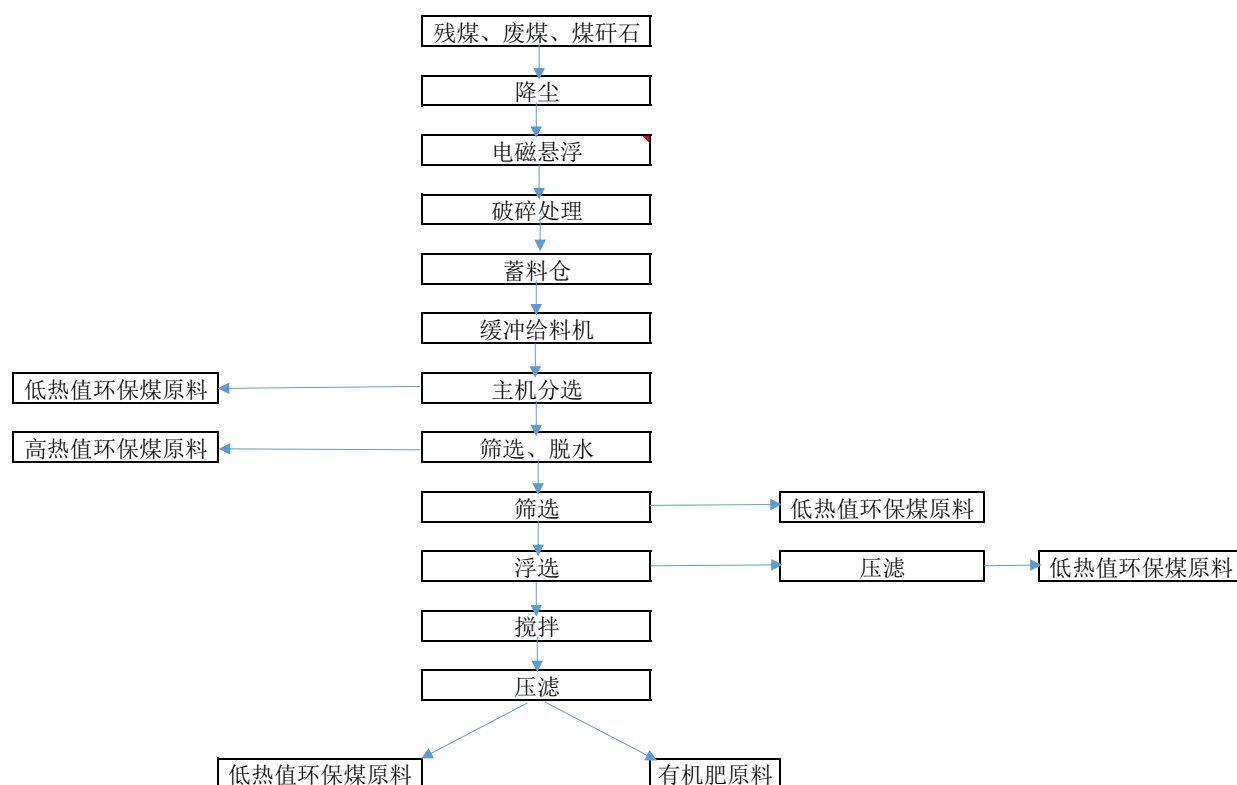 残煤、废煤、煤矸石
降尘
电磁悬浮
破碎处理
蓄料仓
缓冲给料机
低热值环保煤原料
主机分选
高热值环保煤原料
筛选、脱水
筛选
低热值环保煤原料
浮选
压滤
低热值环保煤原料
搅拌
压滤
低热值环保煤原料
有机肥原料